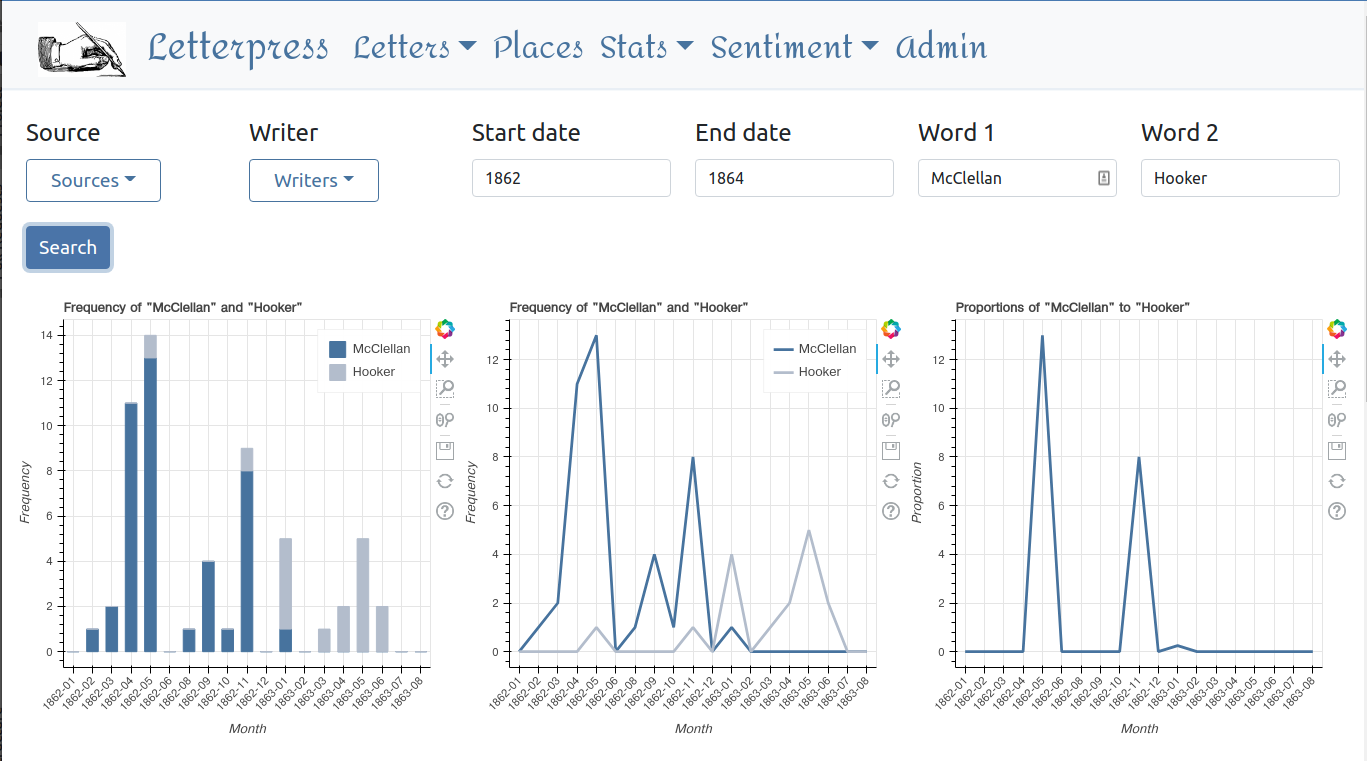 Letterpress Letters Places Stats Sentiment Admin
Source Writer Start date End date Word 1 Word 2
Sources Writers 1862 1864 McClellan Hooker
Search
Frequency of "McClellan" and "Hooker"
14
12
10
8
6
4
2
0
Frequency
McClellan
Hooker
1862-01 1862-02 1862-03 1862-04 1862-05 1862-06 1862-08 1862-09 1862-10 1862-11 1862-12 1863-01 1863-02 1863-03 1863-04 1863-05 1863-06 1863-07 1863-08
Month
Frequency of "McClellan" and "Hooker"
12
10
8
6
4
2
0
Frequency
McClellan
Hooker
1862-01 1862-02 1862-03 1862-04 1862-05 1862-06 1862-08 1862-09 1862-10 1862-11 1862-12 1863-01 1863-02 1863-03 1863-04 1863-05 1863-06 1863-07 1863-08
Month
Proportions of "McClellan" to "Hooker"
12
10
8
6
4
2
0
Proportion
1862-01 1862-02 1862-03 1862-04 1862-05 1862-06 1862-08 1862-09 1862-10 1862-11 1862-12 1863-01 1863-02 1863-03 1863-04 1863-05 1863-06 1863-07 1863-08
Month